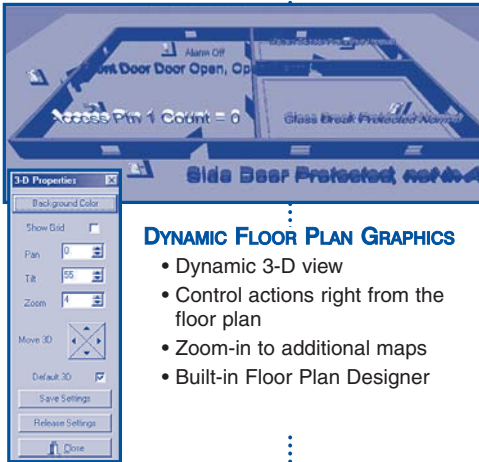 Alarm Off
Front Door Door Open, Op
Access Ptn 1 Count = 0
Glass Break Protected Normal
Side Door Protected, not in A
3-D Properties
Background Color
Show Grid
Pan 0
Tilt 55
Zoom 4
Move 3D
Default 3D
Save Settings
Release Settings
Close
DYNAMIC FLOOR PLAN GRAPHICS
• Dynamic 3-D view
• Control actions right from the
floor plan
• Zoom-in to additional maps
• Built-in Floor Plan Designer